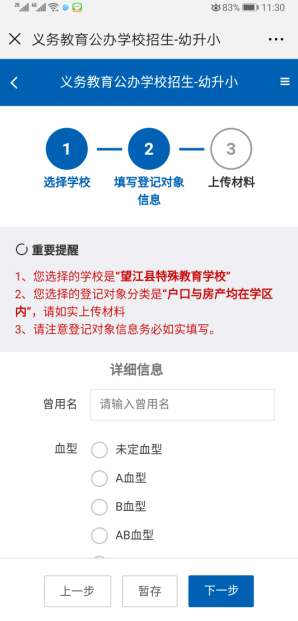 83% 11:30
义务教育公办学校招生-幼升小
义务教育公办学校招生-幼升小
1 2 3
选择学校 填写登记对象 上传材料
信息
重要提醒
1、您选择的学校是“望江县特殊教育学校”
2、您选择的登记对象分类是“户口与房产均在学区
内”，请如实上传材料
3、请注意登记对象信息务必如实填写。
详细信息
曾用名 请输入曾用名
血型 未定血型
A血型
B血型
AB血型
上一步 暂存 下一步